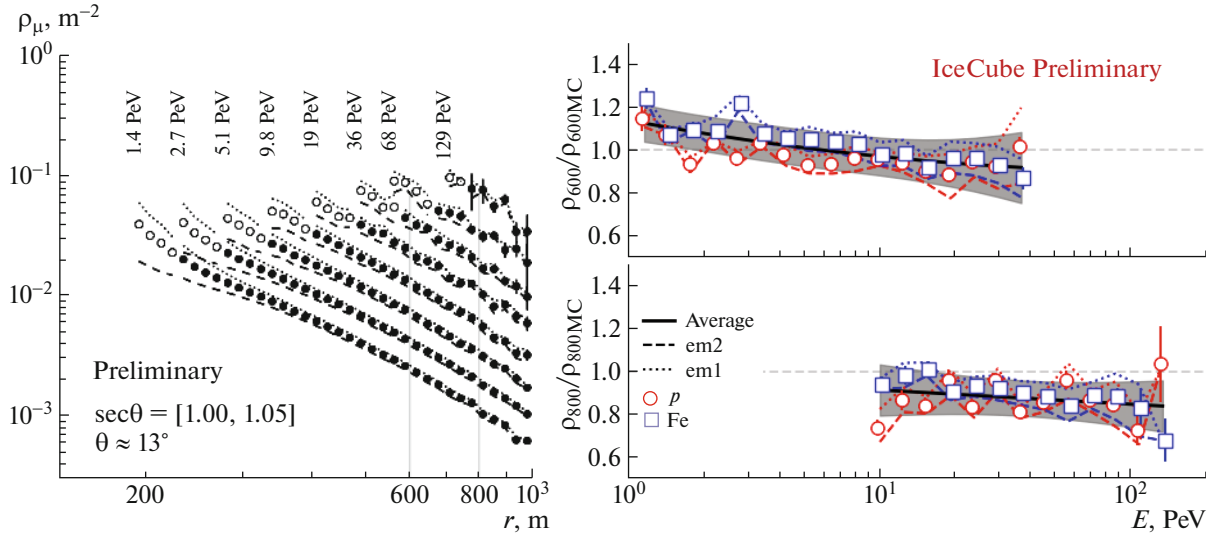 ρμ, m−2
10⁰
10⁻¹
10⁻²
10⁻³
1.4 PeV
2.7 PeV
5.1 PeV
9.8 PeV
19 PeV
36 PeV
68 PeV
129 PeV
Preliminary
secθ = [1.00, 1.05]
θ ≈ 13°
200
600
800
10³
r, m
IceCube Preliminary
ρ600/ρ600MC
1.4
1.2
1.0
0.8
0.6
ρ800/ρ800MC
1.4
1.2
1.0
0.8
0.6
Average
em2
em1
p
Fe
10⁰
10¹
10²
E, PeV